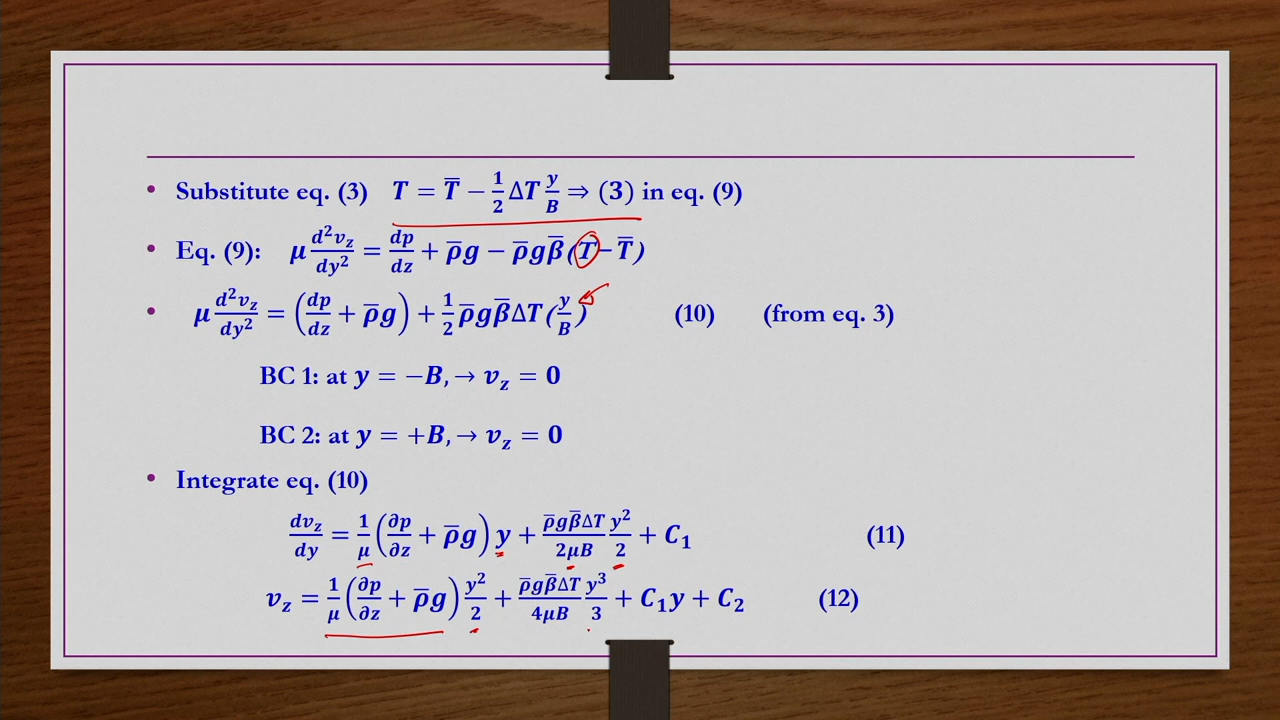 • Substitute eq. (3) T = T̅ − 1/2 ΔT y/B ⇒ (3) in eq. (9)
• Eq. (9): μ d²v_z/dy² = dp/dz + ρ̅g − ρ̅gβ̅(T − T̅)
• μ d²v_z/dy² = (dp/dz + ρ̅g) + 1/2 ρ̅gβ̅ΔT(y/B) (10) (from eq. 3)
BC 1: at y = −B, → v_z = 0
BC 2: at y = +B, → v_z = 0
• Integrate eq. (10)
dv_z/dy = 1/μ (∂p/∂z + ρ̅g) y + ρ̅gβ̅ΔT/2μB y²/2 + C₁ (11)
v_z = 1/μ (∂p/∂z + ρ̅g) y²/2 + ρ̅gβ̅ΔT/4μB y³/3 + C₁y + C₂ (12)